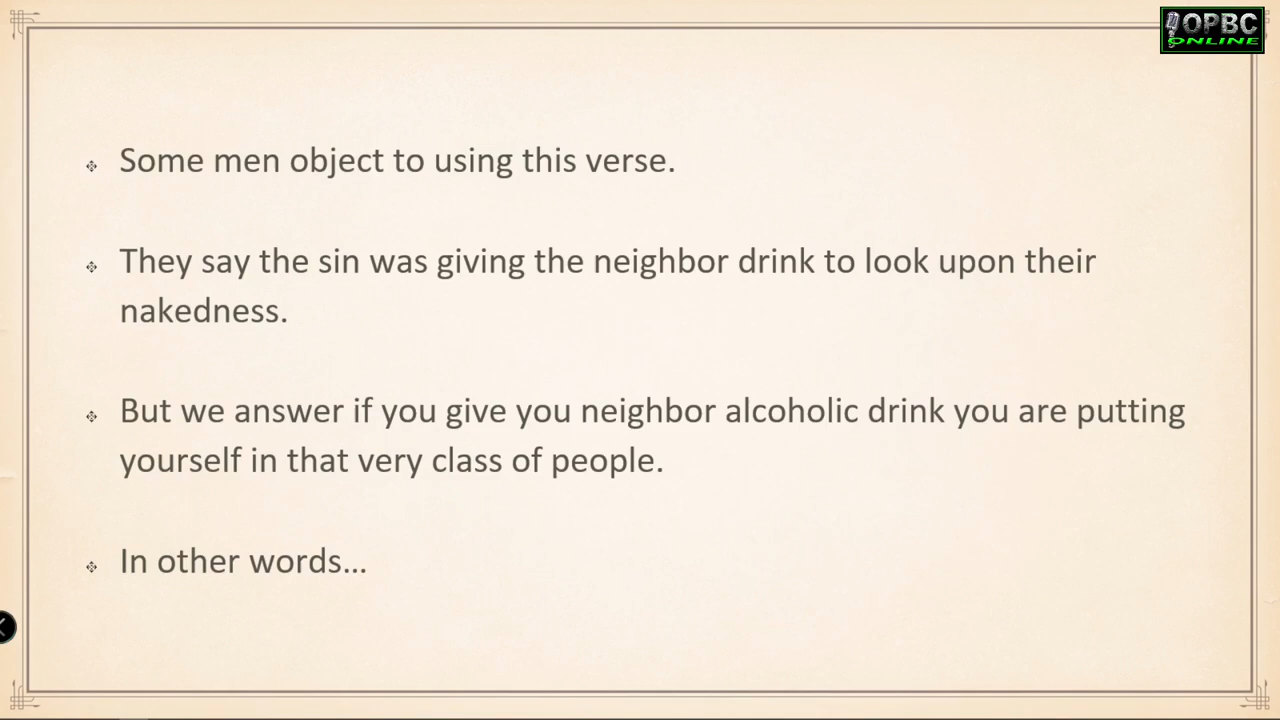 OPBC
ONLINE
Some men object to using this verse.
They say the sin was giving the neighbor drink to look upon their
nakedness.
But we answer if you give you neighbor alcoholic drink you are putting
yourself in that very class of people.
In other words...